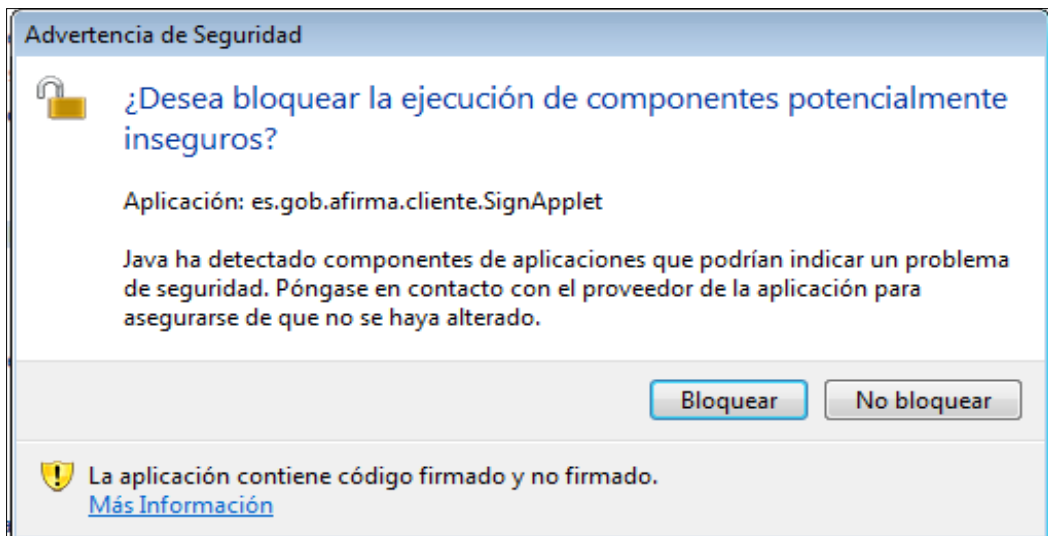 Advertencia de Seguridad
¿Desea bloquear la ejecución de componentes potencialmente
inseguros?
Aplicación: es.gob.afirma.cliente.SignApplet
Java ha detectado componentes de aplicaciones que podrían indicar un problema
de seguridad. Póngase en contacto con el proveedor de la aplicación para
asegurarse de que no se haya alterado.
Bloquear
No bloquear
La aplicación contiene código firmado y no firmado.
Más Información